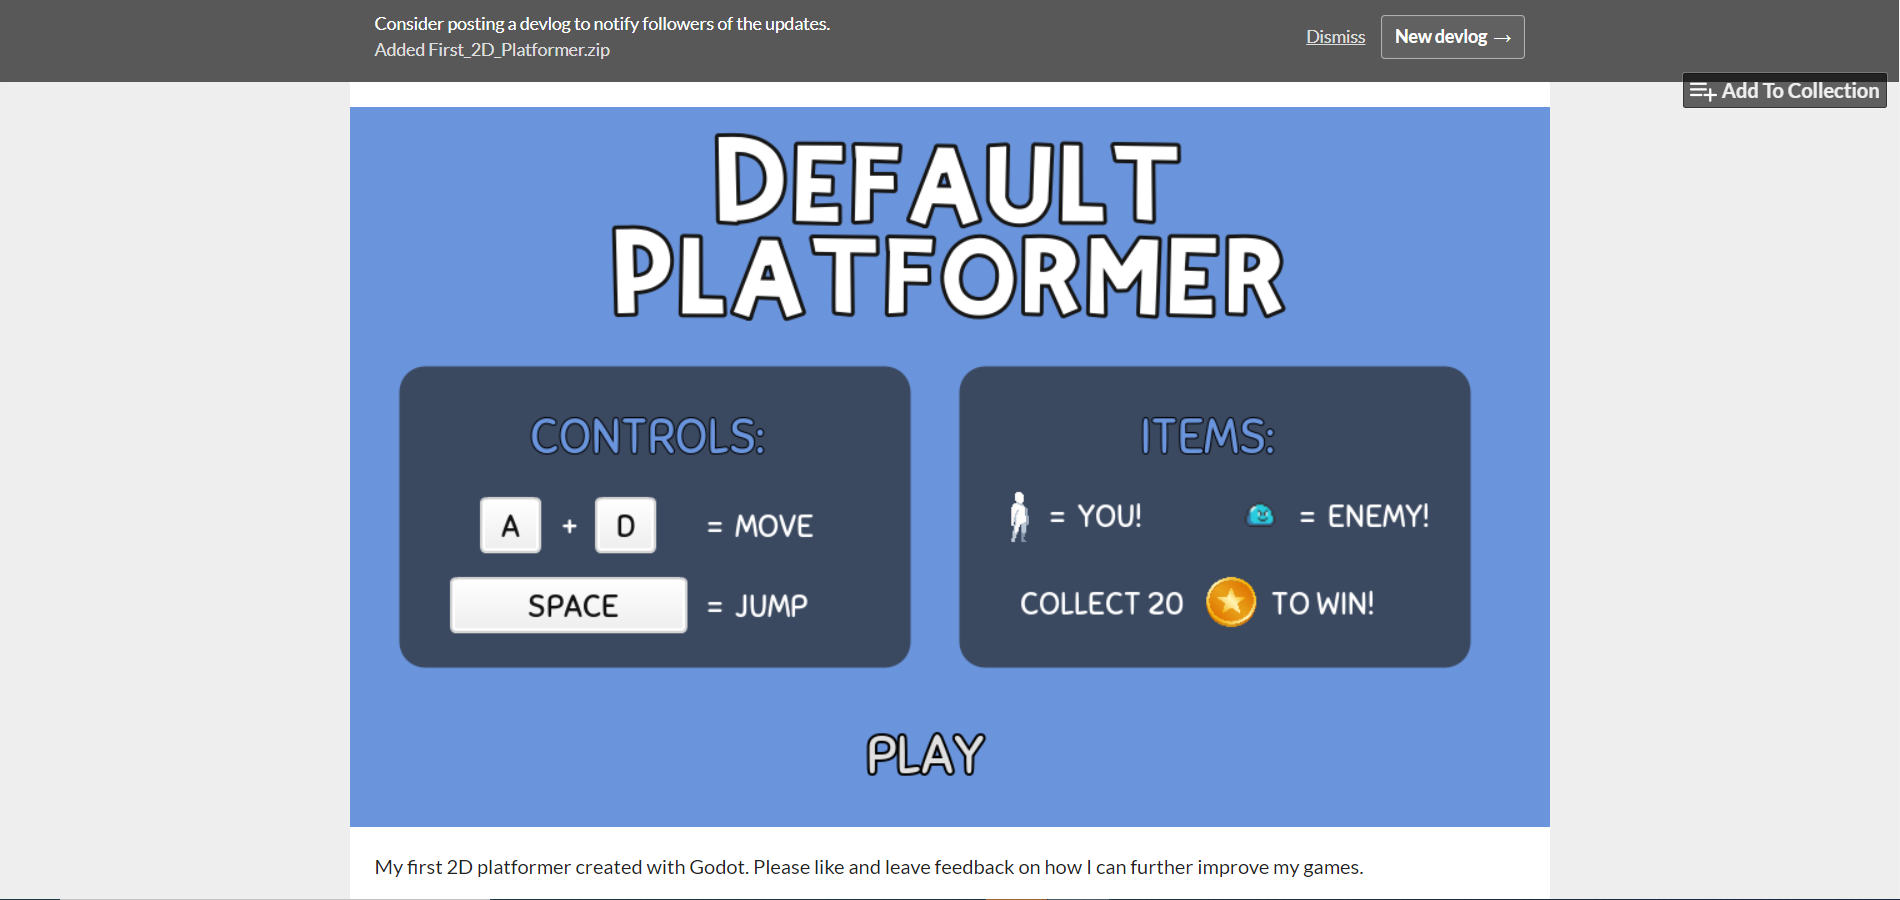 Consider posting a devlog to notify followers of the updates.
Added First_2D_Platformer.zip
Dismiss
New devlog →
Add To Collection
DEFAULT
PLATFORMER
CONTROLS:
A + D = MOVE
SPACE = JUMP
ITEMS:
= YOU! = ENEMY!
COLLECT 20 TO WIN!
PLAY
My first 2D platformer created with Godot. Please like and leave feedback on how I can further improve my games.